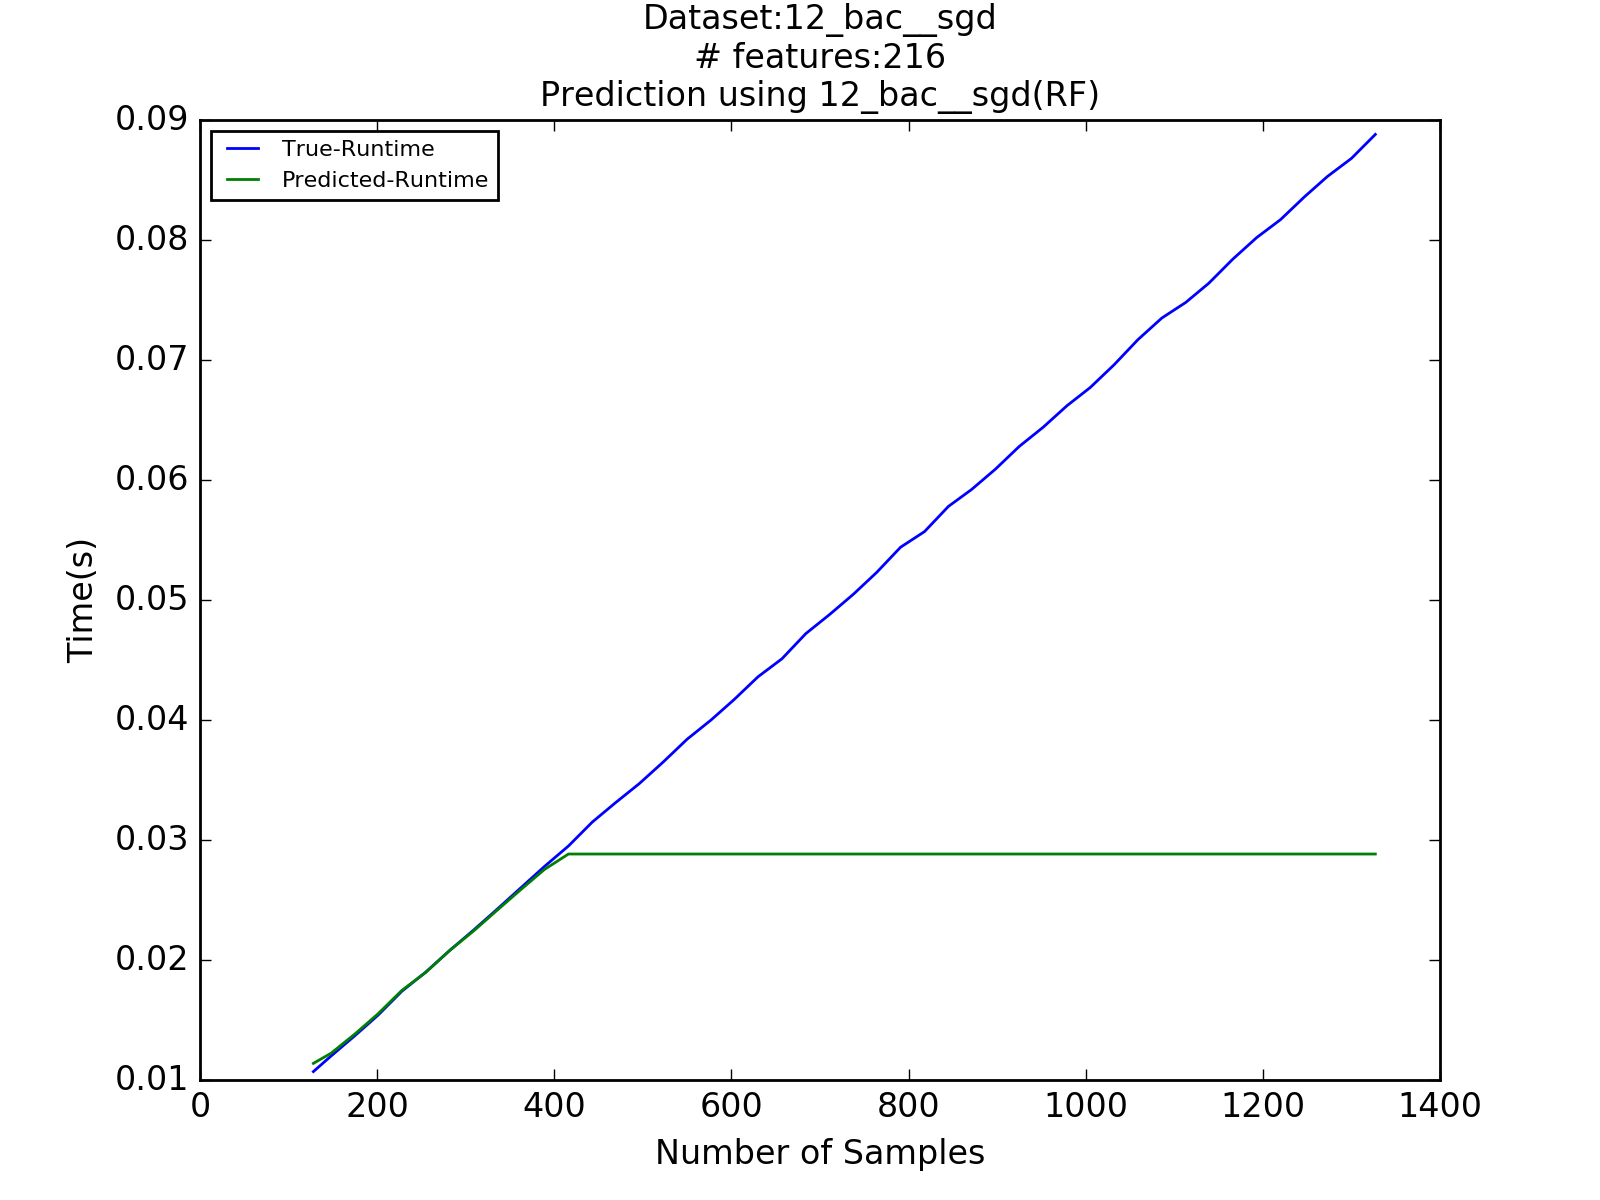 Dataset:12_bac__sgd
# features:216
Prediction using 12_bac__sgd(RF)
0.09
True-Runtime
Predicted-Runtime
0.08
0.07
0.06
0.05
0.04
0.03
0.02
0.01
Time(s)
0 200 400 600 800 1000 1200 1400
Number of Samples